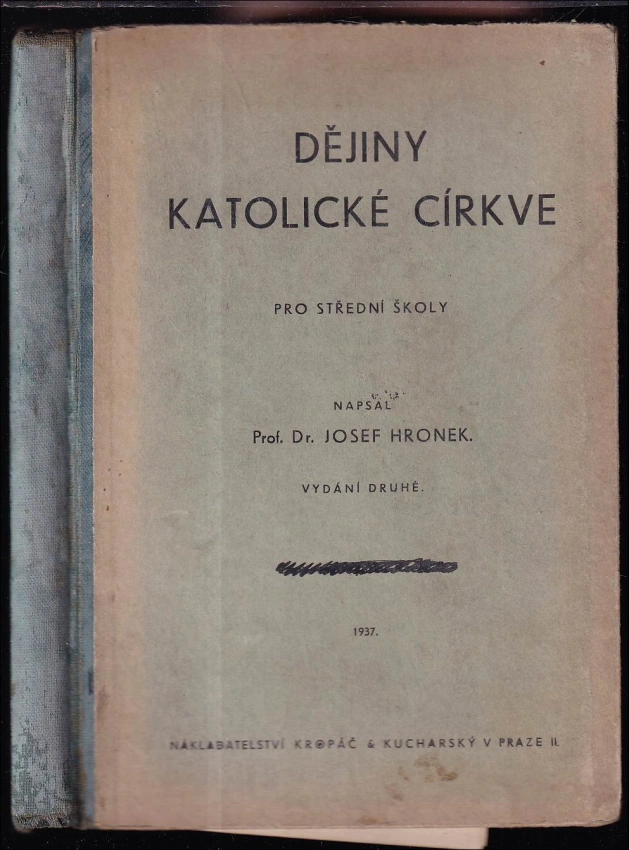 DĚJINY
KATOLICKÉ CÍRKVE
PRO STŘEDNÍ ŠKOLY
NAPSAL
Prof. Dr. JOSEF HRONEK.
VYDÁNÍ DRUHÉ.
1937.
NAKLADATELSTVÍ KROPÁČ & KUCHARSKÝ V PRAZE II.